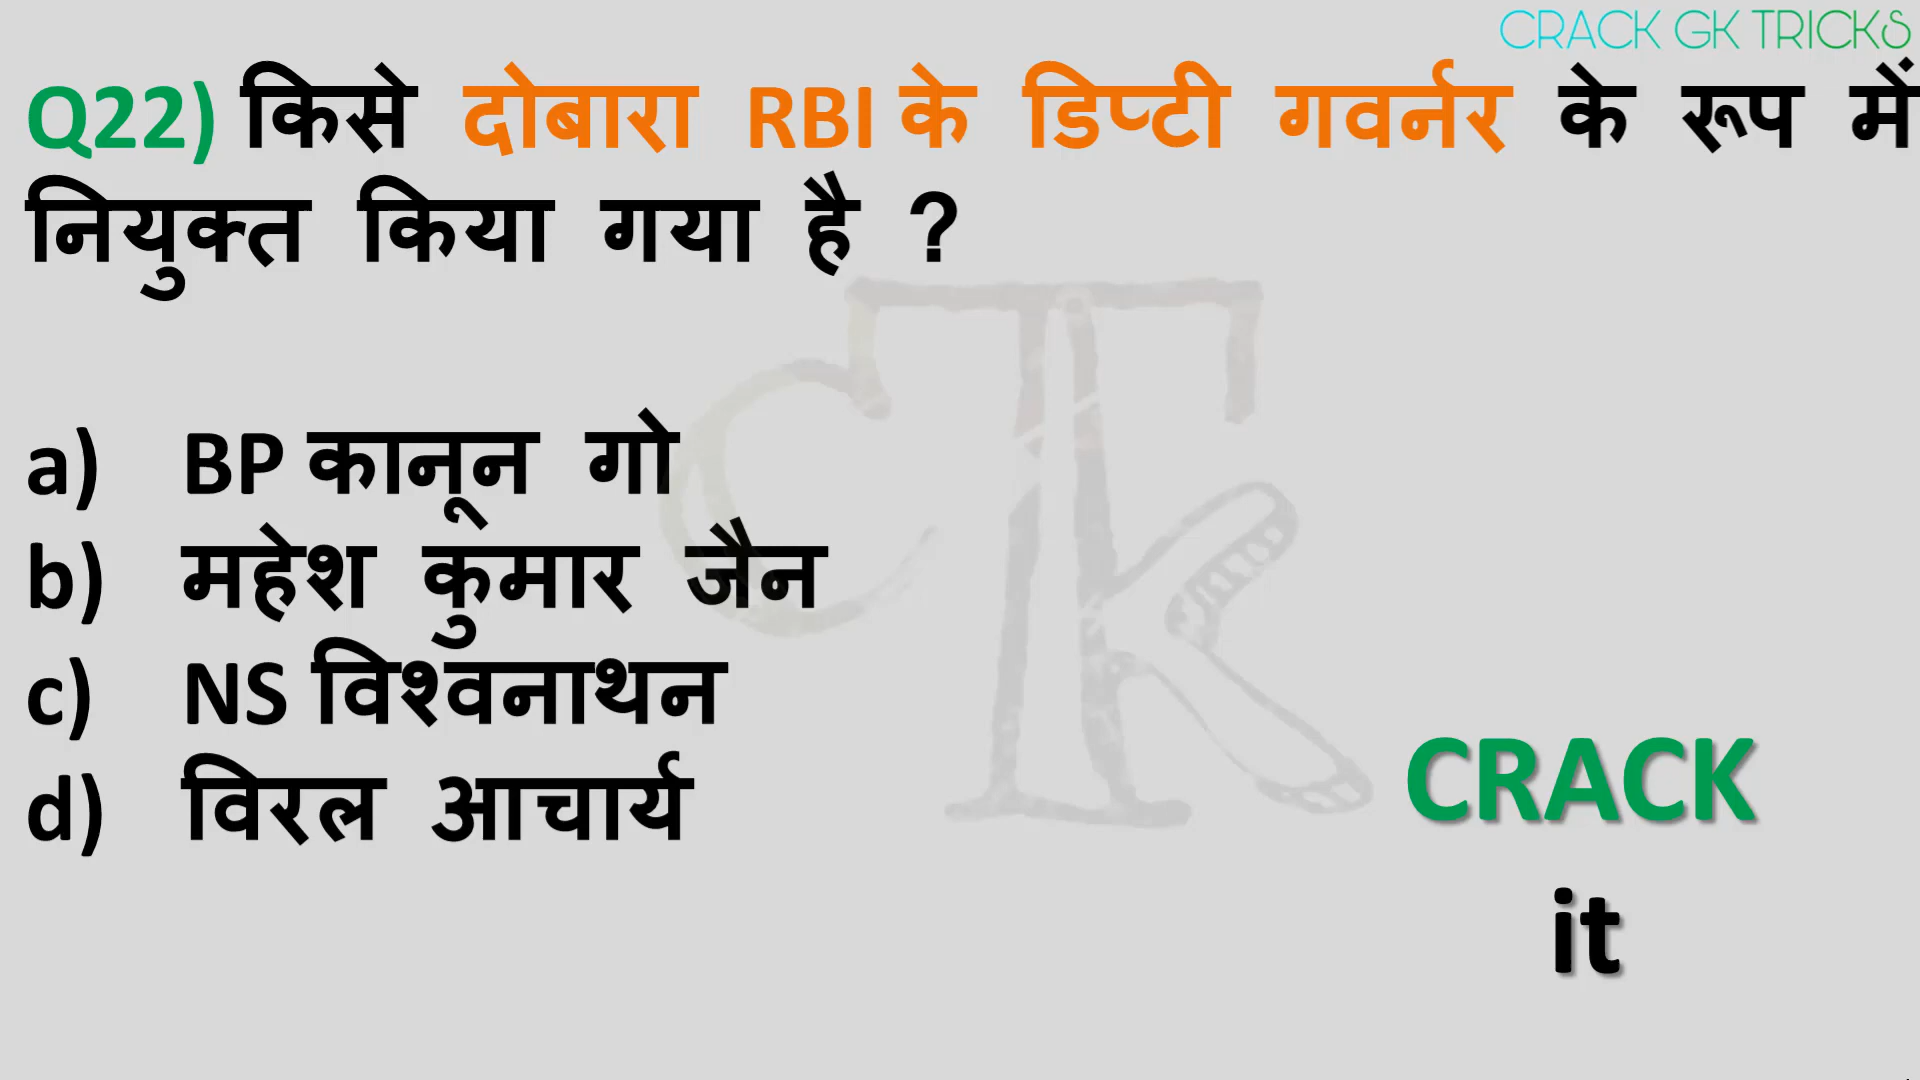 CRACK GK TRICKS
Q22) किसे दोबारा RBI के डिप्टी गवर्नर के रूप में
नियुक्त किया गया है ?
a) BP कानून गो
b) महेश कुमार जैन
c) NS विश्वनाथन
d) विरल आचार्य
CRACK
it